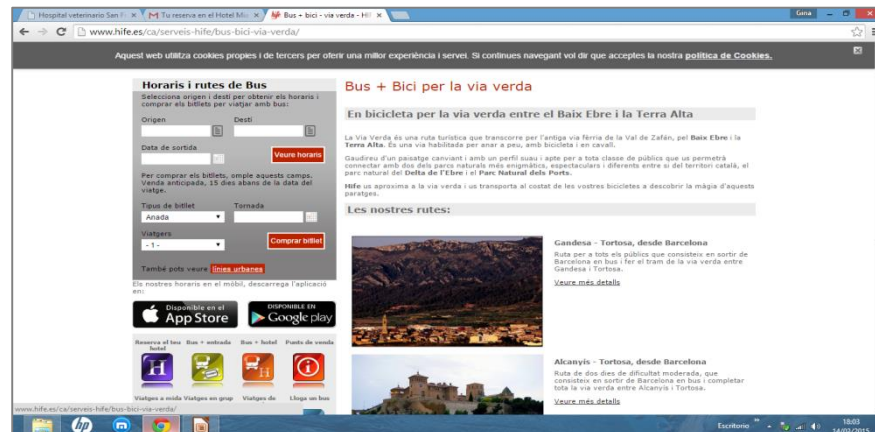 Hospital veterinario San F
Tu reserva en el Hotel Mi
Bus + bici - via verda - Hif
Gina
www.hife.es/ca/serveis-hife/bus-bici-via-verda/
Aquest web utilitza cookies propies i de tercers per oferir una millor experiència i servei. Si continues navegant vol dir que acceptes la nostra política de Cookies.
Horaris i rutes de Bus
Selecciona origen i destí per obtenir els horaris i
comprar els bitllets per viatjar amb bus:
Origen
Destí
Data de sortida
Veure horaris
Per comprar els bitllets, omple aquests camps.
Venda anticipada, 15 dies abans de la data del
viatge.
Tipus de bitllet
Tornada
Anada
Viatgers
- 1 -
Comprar bitllet
També pots veure línies urbanes
Els nostres horaris en el mòbil, descarrega l'aplicació
en:
Disponible en el
App Store
DISPONIBLE EN
Google play
Reserva el teu hotel
Bus + entrada
Bus + hotel
Punts de venda
Viatges a mida
Viatges en grup
Viatges de
Lloga un bus
Bus + Bici per la via verda
En bicicleta per la via verda entre el Baix Ebre i la Terra Alta
La Via Verda és una ruta turística que transcorre per l'antiga via fèrria de la Val de Zafán, pel Baix Ebre i la
Terra Alta. És una via habilitada per anar a peu, amb bicicleta i en cavall.
Gaudireu d'un paisatge canviant i amb un perfil suau i apte per a tota classe de públics que us permetrà
connectar amb dos dels parcs naturals més enigmàtics, espectaculars i diferents entre si del territori català, el
parc natural del Delta de l'Ebre i el Parc Natural dels Ports.
Hife us aproxima a la via verda i us transporta al costat de les vostres bicicletes a descobrir la màgia d'aquests
paratges.
Les nostres rutes:
Gandesa - Tortosa, desde Barcelona
Ruta per a tots els públics que consisteix en sortir de
Barcelona en bus i fer el tram de la via verda entre
Gandesa i Tortosa.
Veure més detalls
Alcanyís - Tortosa, desde Barcelona
Ruta de dos dies de dificultat moderada, que
consisteix en sortir de Barcelona en bus i completar
tota la via verda entre Alcanyís i Tortosa.
Veure més detalls
www.hife.es/ca/serveis-hife/bus-bici-via-verda/
Escritorio
18:03
14/02/2015